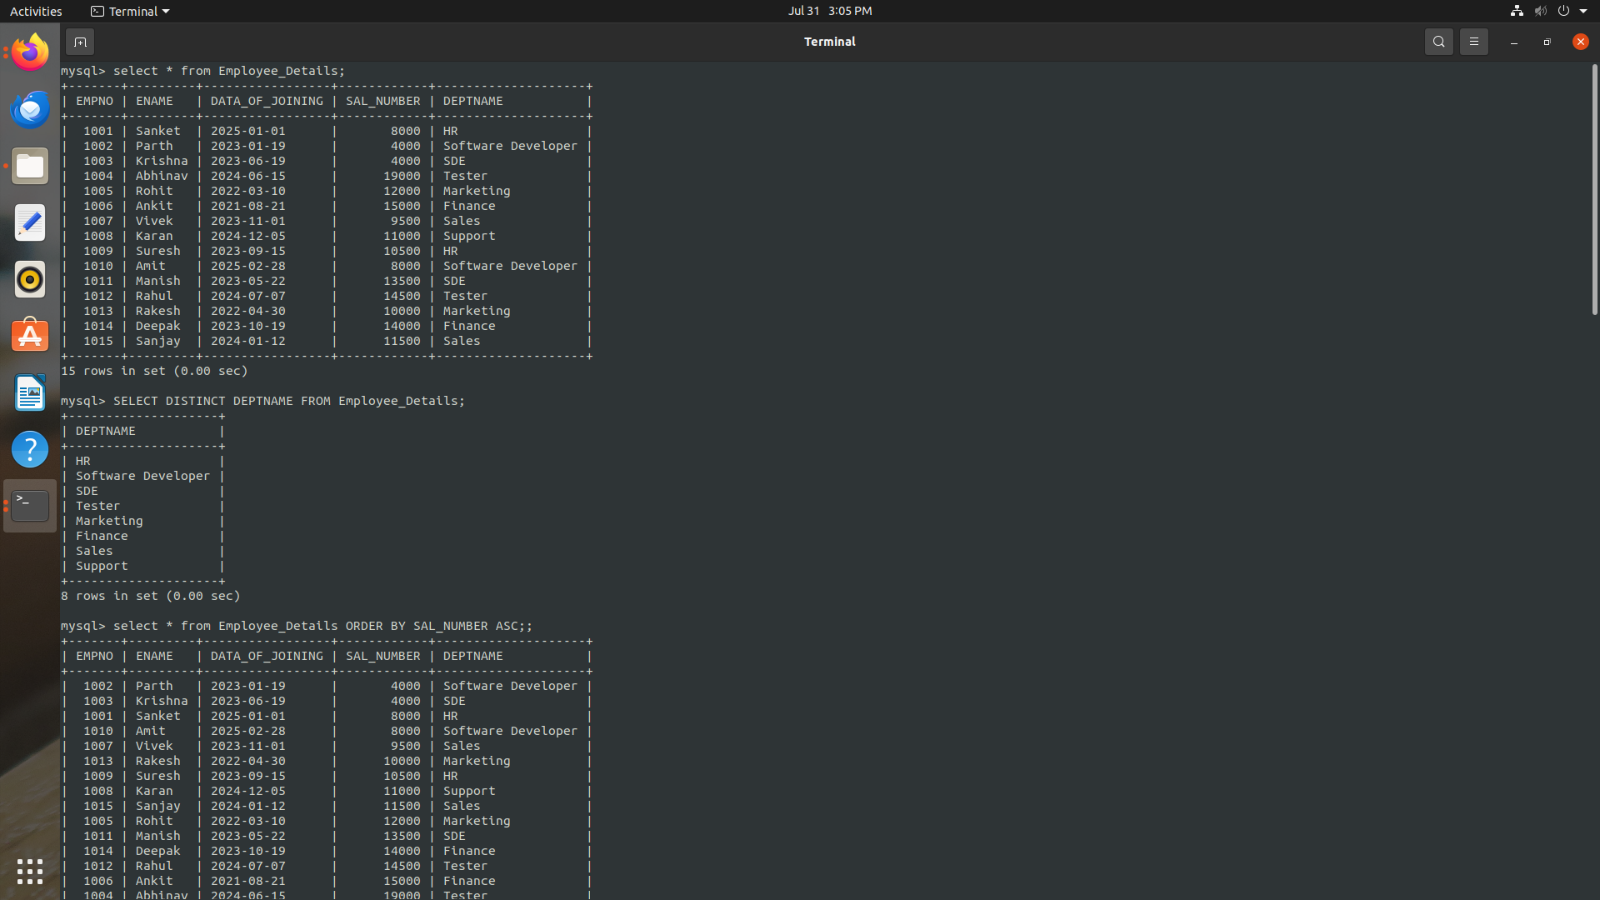 Activities Terminal Jul 31 3:05 PM
Terminal
mysql> select * from Employee_Details;
+-------+---------+-----------------+------------+--------------------+
| EMPNO | ENAME   | DATA_OF_JOINING | SAL_NUMBER | DEPTNAME           |
+-------+---------+-----------------+------------+--------------------+
|  1001 | Sanket  | 2025-01-01      |       8000 | HR                 |
|  1002 | Parth   | 2023-01-19      |       4000 | Software Developer |
|  1003 | Krishna | 2023-06-19      |       4000 | SDE                |
|  1004 | Abhinav | 2024-06-15      |      19000 | Tester             |
|  1005 | Rohit   | 2022-03-10      |      12000 | Marketing          |
|  1006 | Ankit   | 2021-08-21      |      15000 | Finance            |
|  1007 | Vivek   | 2023-11-01      |       9500 | Sales              |
|  1008 | Karan   | 2024-12-05      |      11000 | Support            |
|  1009 | Suresh  | 2023-09-15      |      10500 | HR                 |
|  1010 | Amit    | 2025-02-28      |       8000 | Software Developer |
|  1011 | Manish  | 2023-05-22      |      13500 | SDE                |
|  1012 | Rahul   | 2024-07-07      |      14500 | Tester             |
|  1013 | Rakesh  | 2022-04-30      |      10000 | Marketing          |
|  1014 | Deepak  | 2023-10-19      |      14000 | Finance            |
|  1015 | Sanjay  | 2024-01-12      |      11500 | Sales              |
+-------+---------+-----------------+------------+--------------------+
15 rows in set (0.00 sec)
mysql> SELECT DISTINCT DEPTNAME FROM Employee_Details;
+--------------------+
| DEPTNAME           |
+--------------------+
| HR                 |
| Software Developer |
| SDE                |
| Tester             |
| Marketing          |
| Finance            |
| Sales              |
| Support            |
+--------------------+
8 rows in set (0.00 sec)
mysql> select * from Employee_Details ORDER BY SAL_NUMBER ASC;;
+-------+---------+-----------------+------------+--------------------+
| EMPNO | ENAME   | DATA_OF_JOINING | SAL_NUMBER | DEPTNAME           |
+-------+---------+-----------------+------------+--------------------+
|  1002 | Parth   | 2023-01-19      |       4000 | Software Developer |
|  1003 | Krishna | 2023-06-19      |       4000 | SDE                |
|  1001 | Sanket  | 2025-01-01      |       8000 | HR                 |
|  1010 | Amit    | 2025-02-28      |       8000 | Software Developer |
|  1007 | Vivek   | 2023-11-01      |       9500 | Sales              |
|  1013 | Rakesh  | 2022-04-30      |      10000 | Marketing          |
|  1009 | Suresh  | 2023-09-15      |      10500 | HR                 |
|  1008 | Karan   | 2024-12-05      |      11000 | Support            |
|  1015 | Sanjay  | 2024-01-12      |      11500 | Sales              |
|  1005 | Rohit   | 2022-03-10      |      12000 | Marketing          |
|  1011 | Manish  | 2023-05-22      |      13500 | SDE                |
|  1014 | Deepak  | 2023-10-19      |      14000 | Finance            |
|  1012 | Rahul   | 2024-07-07      |      14500 | Tester             |
|  1006 | Ankit   | 2021-08-21      |      15000 | Finance            |
|  1004 | Abhinav | 2024-06-15      |      19000 | Tester             |